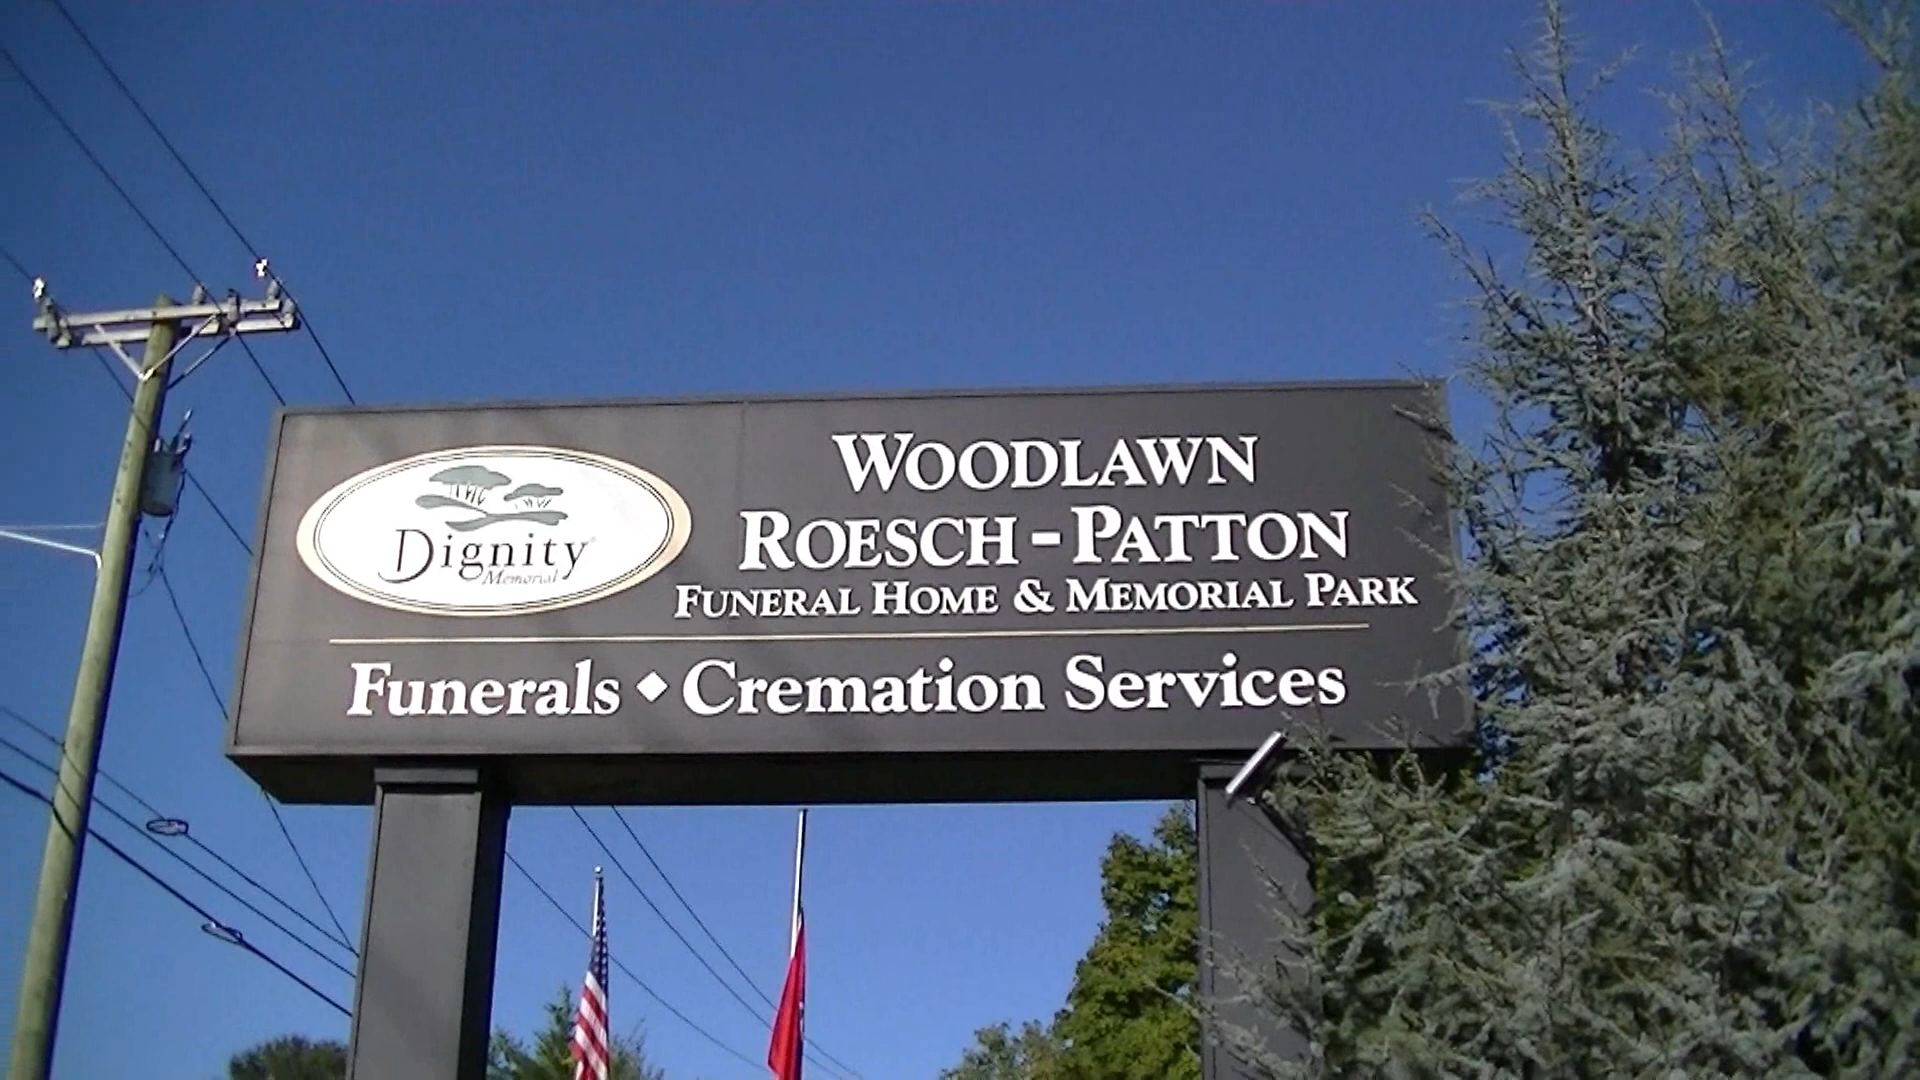 Dignity
Memorial
WOODLAWN
ROESCH-PATTON
FUNERAL HOME & MEMORIAL PARK
Funerals ◆ Cremation Services